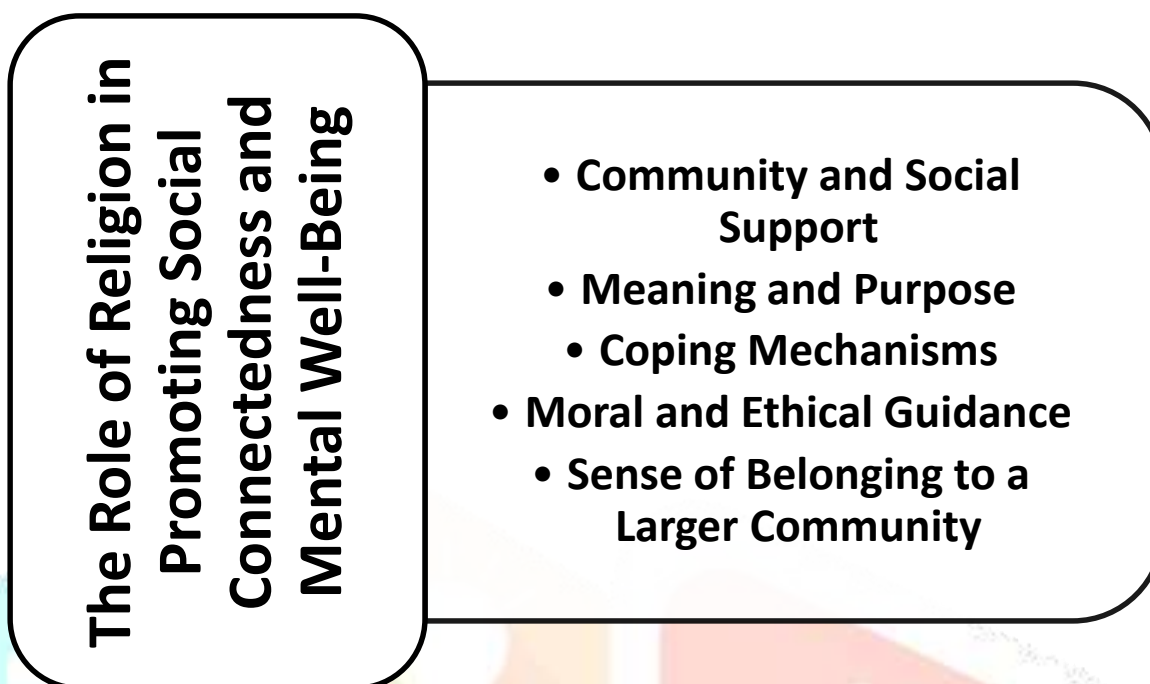 The Role of Religion in
Promoting Social
Connectedness and
Mental Well-Being
• Community and Social
Support
• Meaning and Purpose
• Coping Mechanisms
• Moral and Ethical Guidance
• Sense of Belonging to a
Larger Community